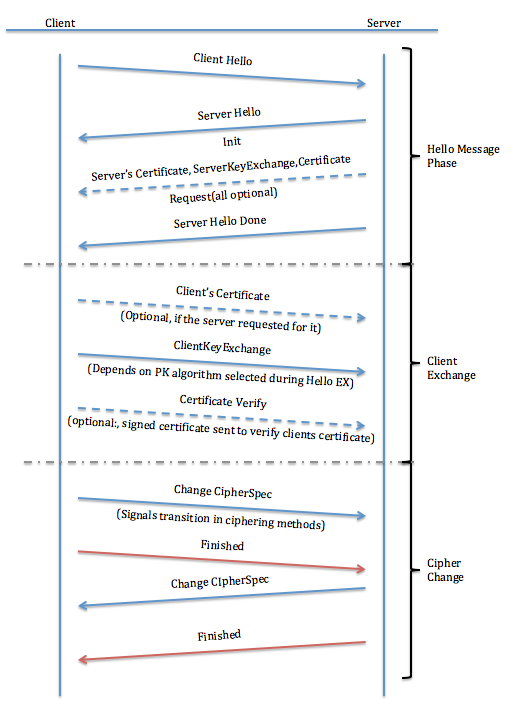 Client
Server
Client Hello
Server Hello
Init
Server's Certificate, ServerKeyExchange,Certificate
Request(all optional)
Server Hello Done
Hello Message
Phase
Client's Certificate
(Optional, if the server requested for it)
ClientKeyExchange
(Depends on PK algorithm selected during Hello EX)
Certificate Verify
(optional:, signed certificate sent to verify clients certificate)
Client
Exchange
Change CipherSpec
(Signals transition in ciphering methods)
Finished
Change CIpherSpec
Finished
Cipher
Change